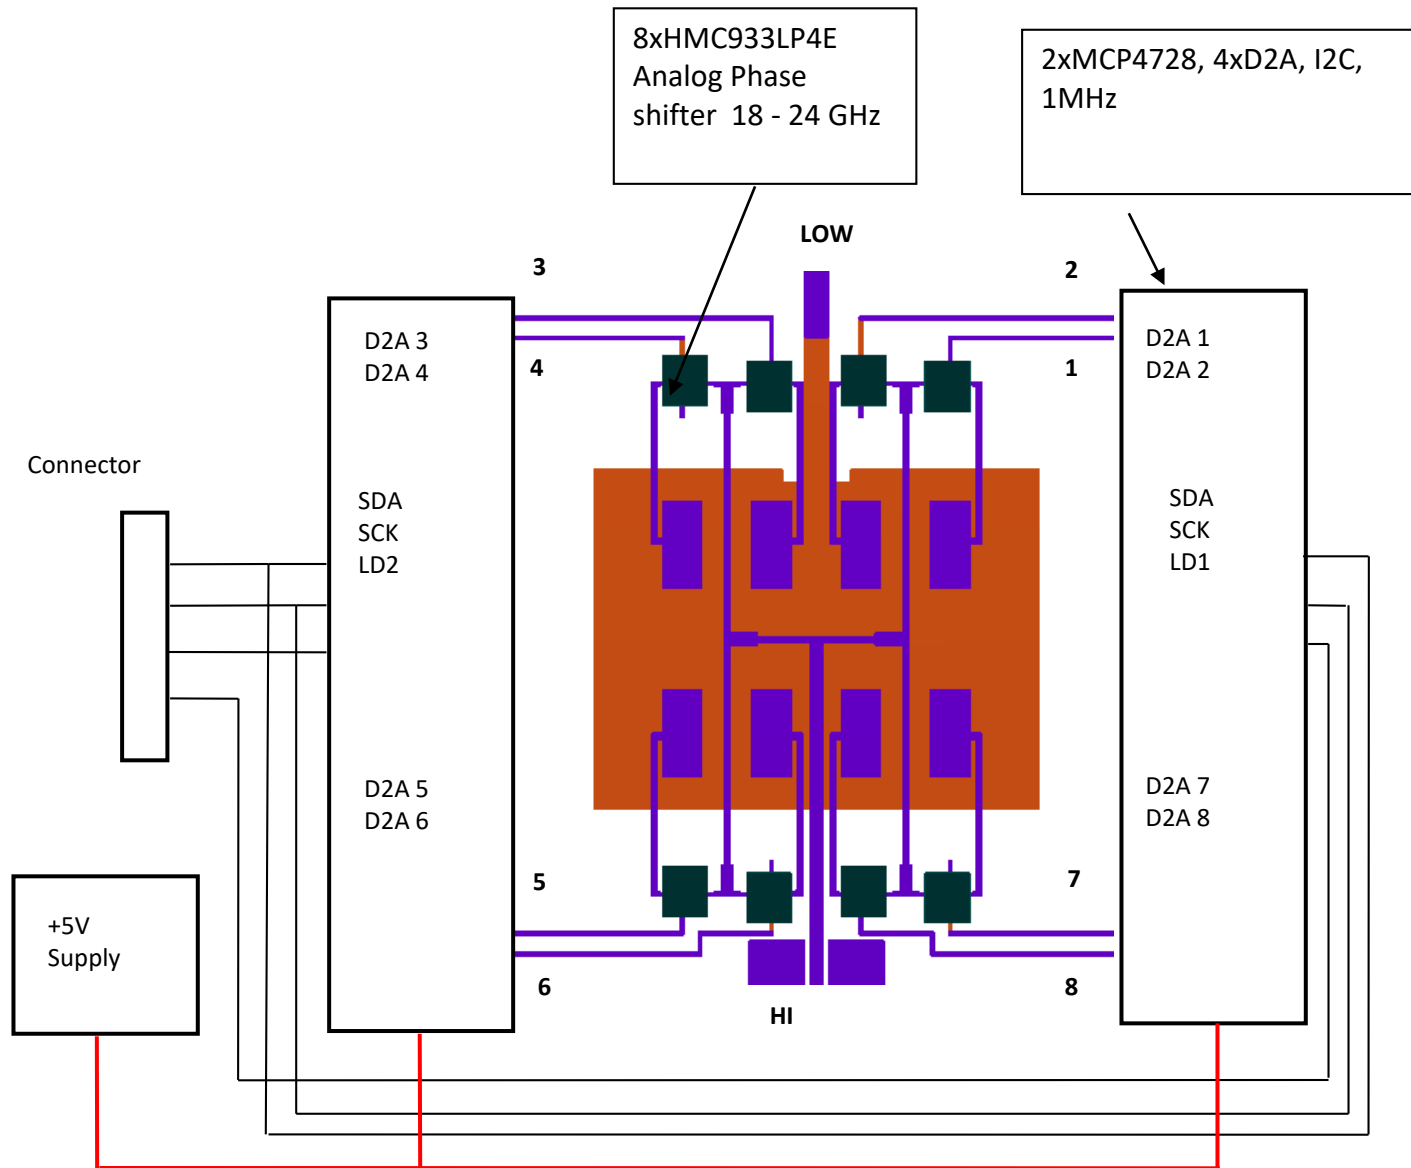 8xHMC933LP4E
Analog Phase
shifter 18 - 24 GHz
2xMCP4728, 4xD2A, I2C,
1MHz
LOW
3
2
D2A 3
D2A 4
4
1
D2A 1
D2A 2
Connector
SDA
SCK
LD2
SDA
SCK
LD1
D2A 5
D2A 6
D2A 7
D2A 8
5
7
+5V
Supply
6
8
HI